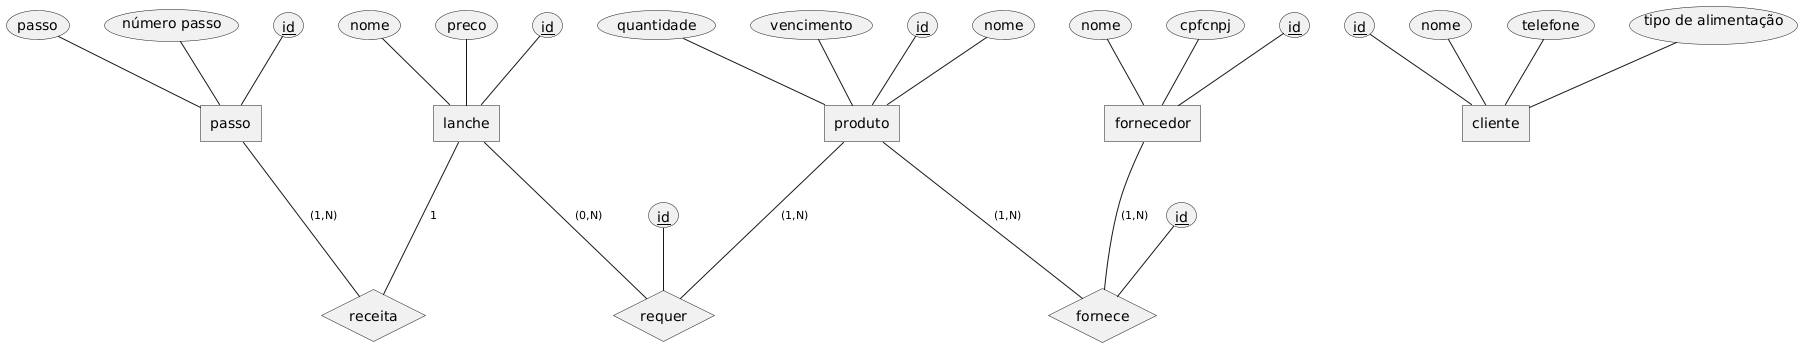 passo
número passo
id
nome
preco
id
quantidade
vencimento
id
nome
nome
cpfcnpj
id
id
nome
telefone
tipo de alimentação
passo
lanche
produto
fornecedor
cliente
(1,N)
1
(0,N)
id
(1,N)
(1,N)
(1,N)
id
receita
requer
fornece